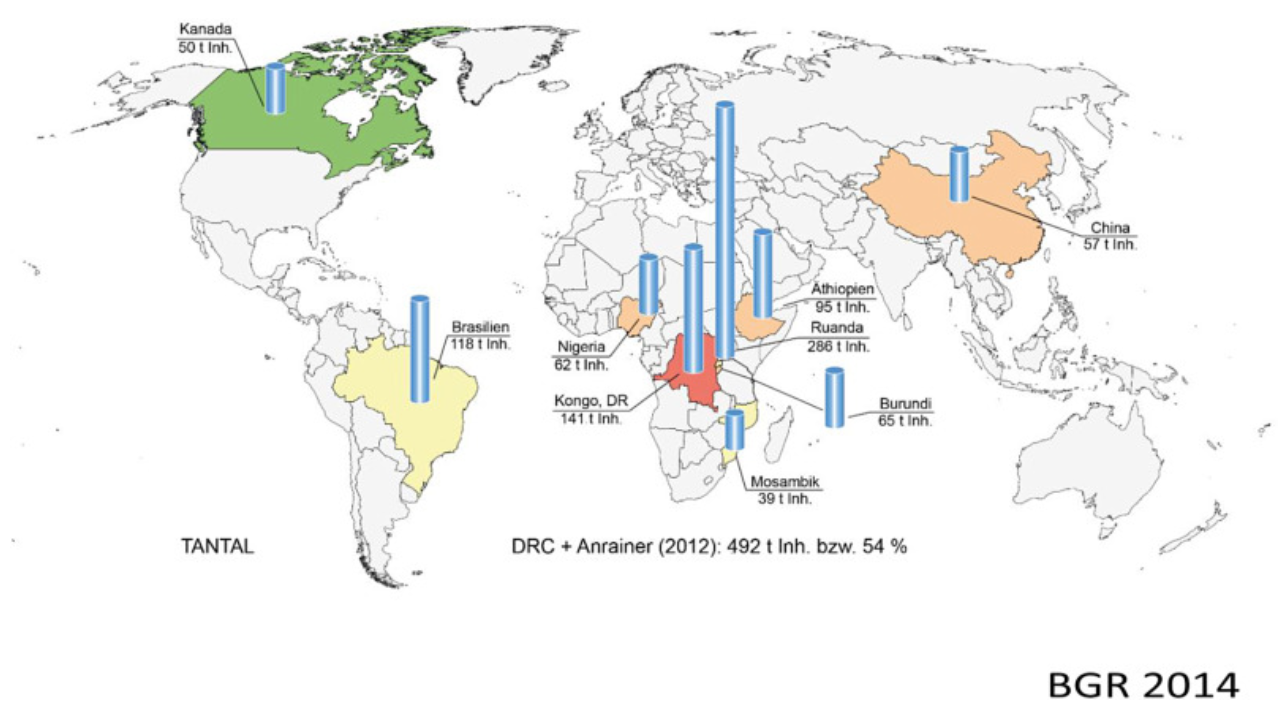 Kanada
50 t Inh.
China
57 t Inh.
Äthiopien
95 t Inh.
Brasilien
118 t Inh.
Ruanda
286 t Inh.
Nigeria
62 t Inh.
Kongo, DR
141 t Inh.
Burundi
65 t Inh.
Mosambik
39 t Inh.
TANTAL
DRC + Anrainer (2012): 492 t Inh. bzw. 54 %
BGR 2014